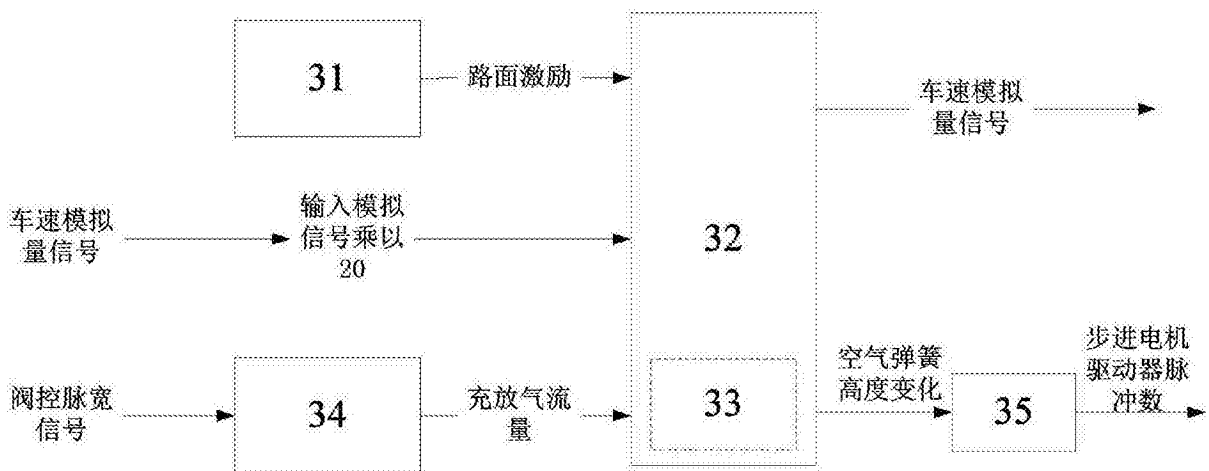 31
路面激励
32
车速模拟
量信号
车速模拟
量信号
输入模拟
信号乘以
20
阀控脉宽
信号
34
充放气流
量
33
空气弹簧
高度变化
35
步进电机
驱动器脉
冲数